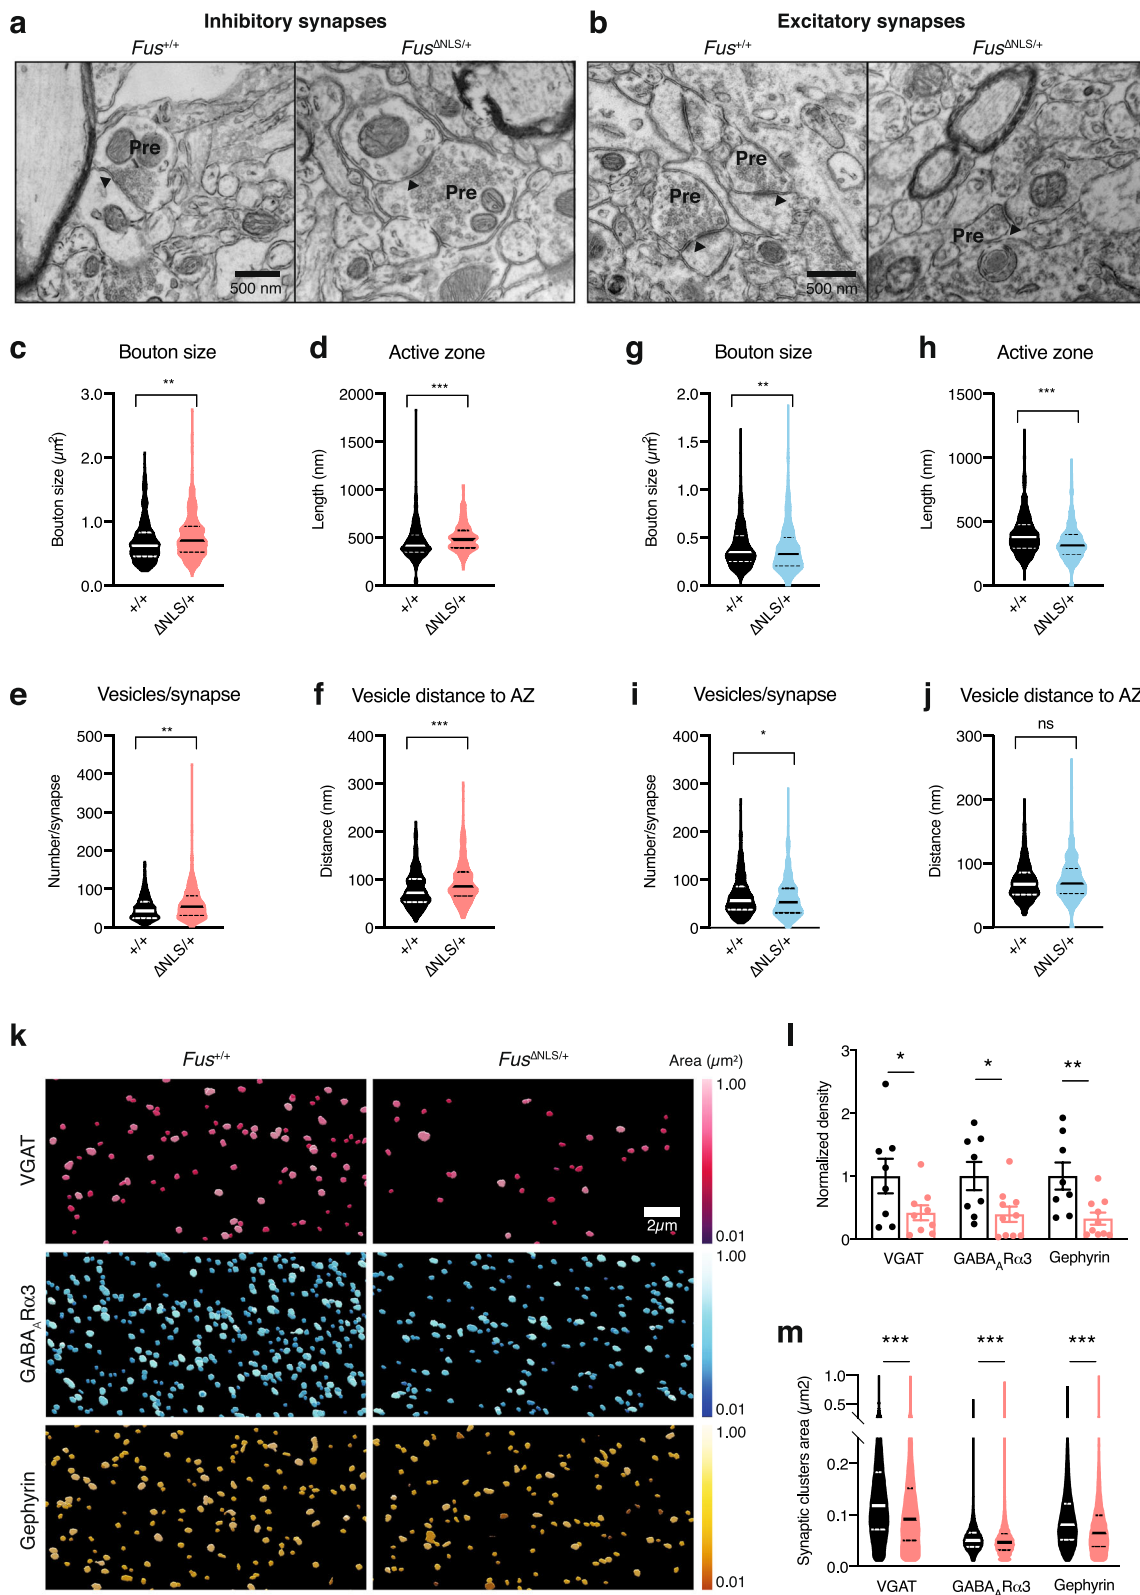 a Inhibitory synapses
Fus+/+ FusΔNLS/+
Pre
Pre
500 nm
b Excitatory synapses
Fus+/+ FusΔNLS/+
Pre
Pre
Pre
500 nm
c Bouton size
**
Bouton size (µm²)
3.0
2.0
1.0
0.0
+/+
ΔNLS/+
d Active zone
***
Length (nm)
2000
1500
1000
500
0
+/+
ΔNLS/+
g Bouton size
**
Bouton size (µm²)
2.0
1.5
1.0
0.5
0.0
+/+
ΔNLS/+
h Active zone
***
Length (nm)
1500
1000
500
0
+/+
ΔNLS/+
e Vesicles/synapse
**
Number/synapse
500
400
300
200
100
0
+/+
ΔNLS/+
f Vesicle distance to AZ
***
Distance (nm)
400
300
200
100
0
+/+
ΔNLS/+
i Vesicles/synapse
*
Number/synapse
400
300
200
100
0
+/+
ΔNLS/+
j Vesicle distance to AZ
ns
Distance (nm)
300
200
100
0
+/+
ΔNLS/+
k
Fus+/+ FusΔNLS/+ Area (µm²)
VGAT
1.00
0.01
2µm
GABAARα3
1.00
0.01
Gephyrin
1.00
0.01
l
* * **
Normalized density
3
2
1
0
VGAT GABAARα3 Gephyrin
m
*** *** ***
Synaptic clusters area (µm2)
1.0
0.5
0.2
0.1
0.0
VGAT GABAARα3 Gephyrin